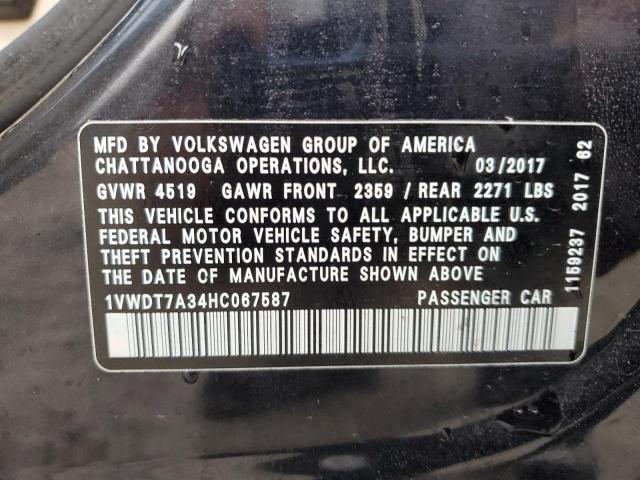 MFD BY VOLKSWAGEN GROUP OF AMERICA
CHATTANOOGA OPERATIONS, LLC. 03/2017
GVWR 4519 GAWR FRONT 2359 / REAR 2271 LBS
THIS VEHICLE CONFORMS TO ALL APPLICABLE U.S.
FEDERAL MOTOR VEHICLE SAFETY, BUMPER AND
THEFT PREVENTION STANDARDS IN EFFECT ON
THE DATE OF MANUFACTURE SHOWN ABOVE
1VWDT7A34HC067587 PASSENGER CAR
1159237 2017 62